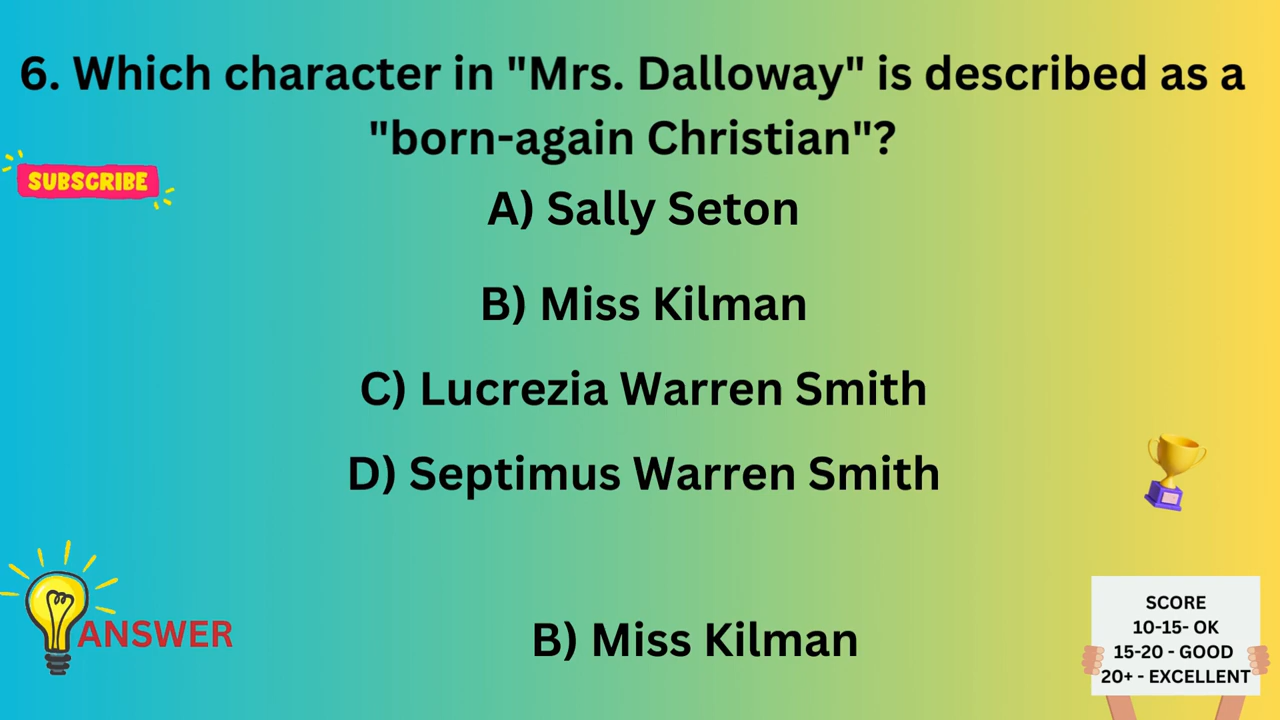 6. Which character in "Mrs. Dalloway" is described as a
"born-again Christian"?
SUBSCRIBE
A) Sally Seton
B) Miss Kilman
C) Lucrezia Warren Smith
D) Septimus Warren Smith
ANSWER
B) Miss Kilman
SCORE
10-15- OK
15-20 - GOOD
20+ - EXCELLENT